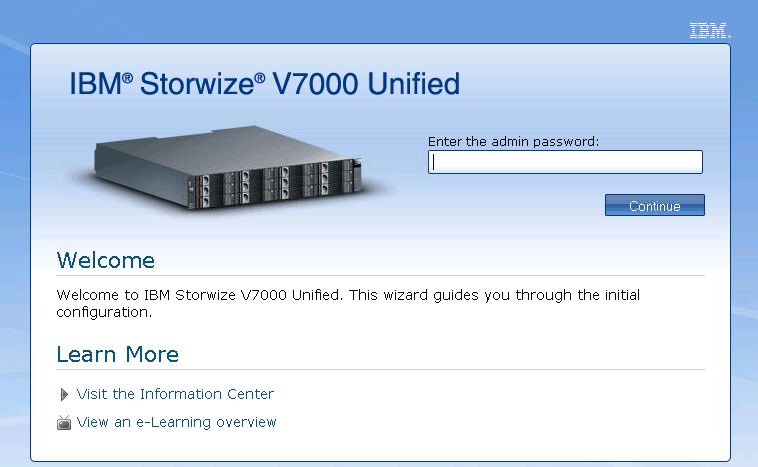 IBM.
IBM® Storwize® V7000 Unified
Enter the admin password:
Continue
Welcome
Welcome to IBM Storwize V7000 Unified. This wizard guides you through the initial
configuration.
Learn More
Visit the Information Center
View an e-Learning overview